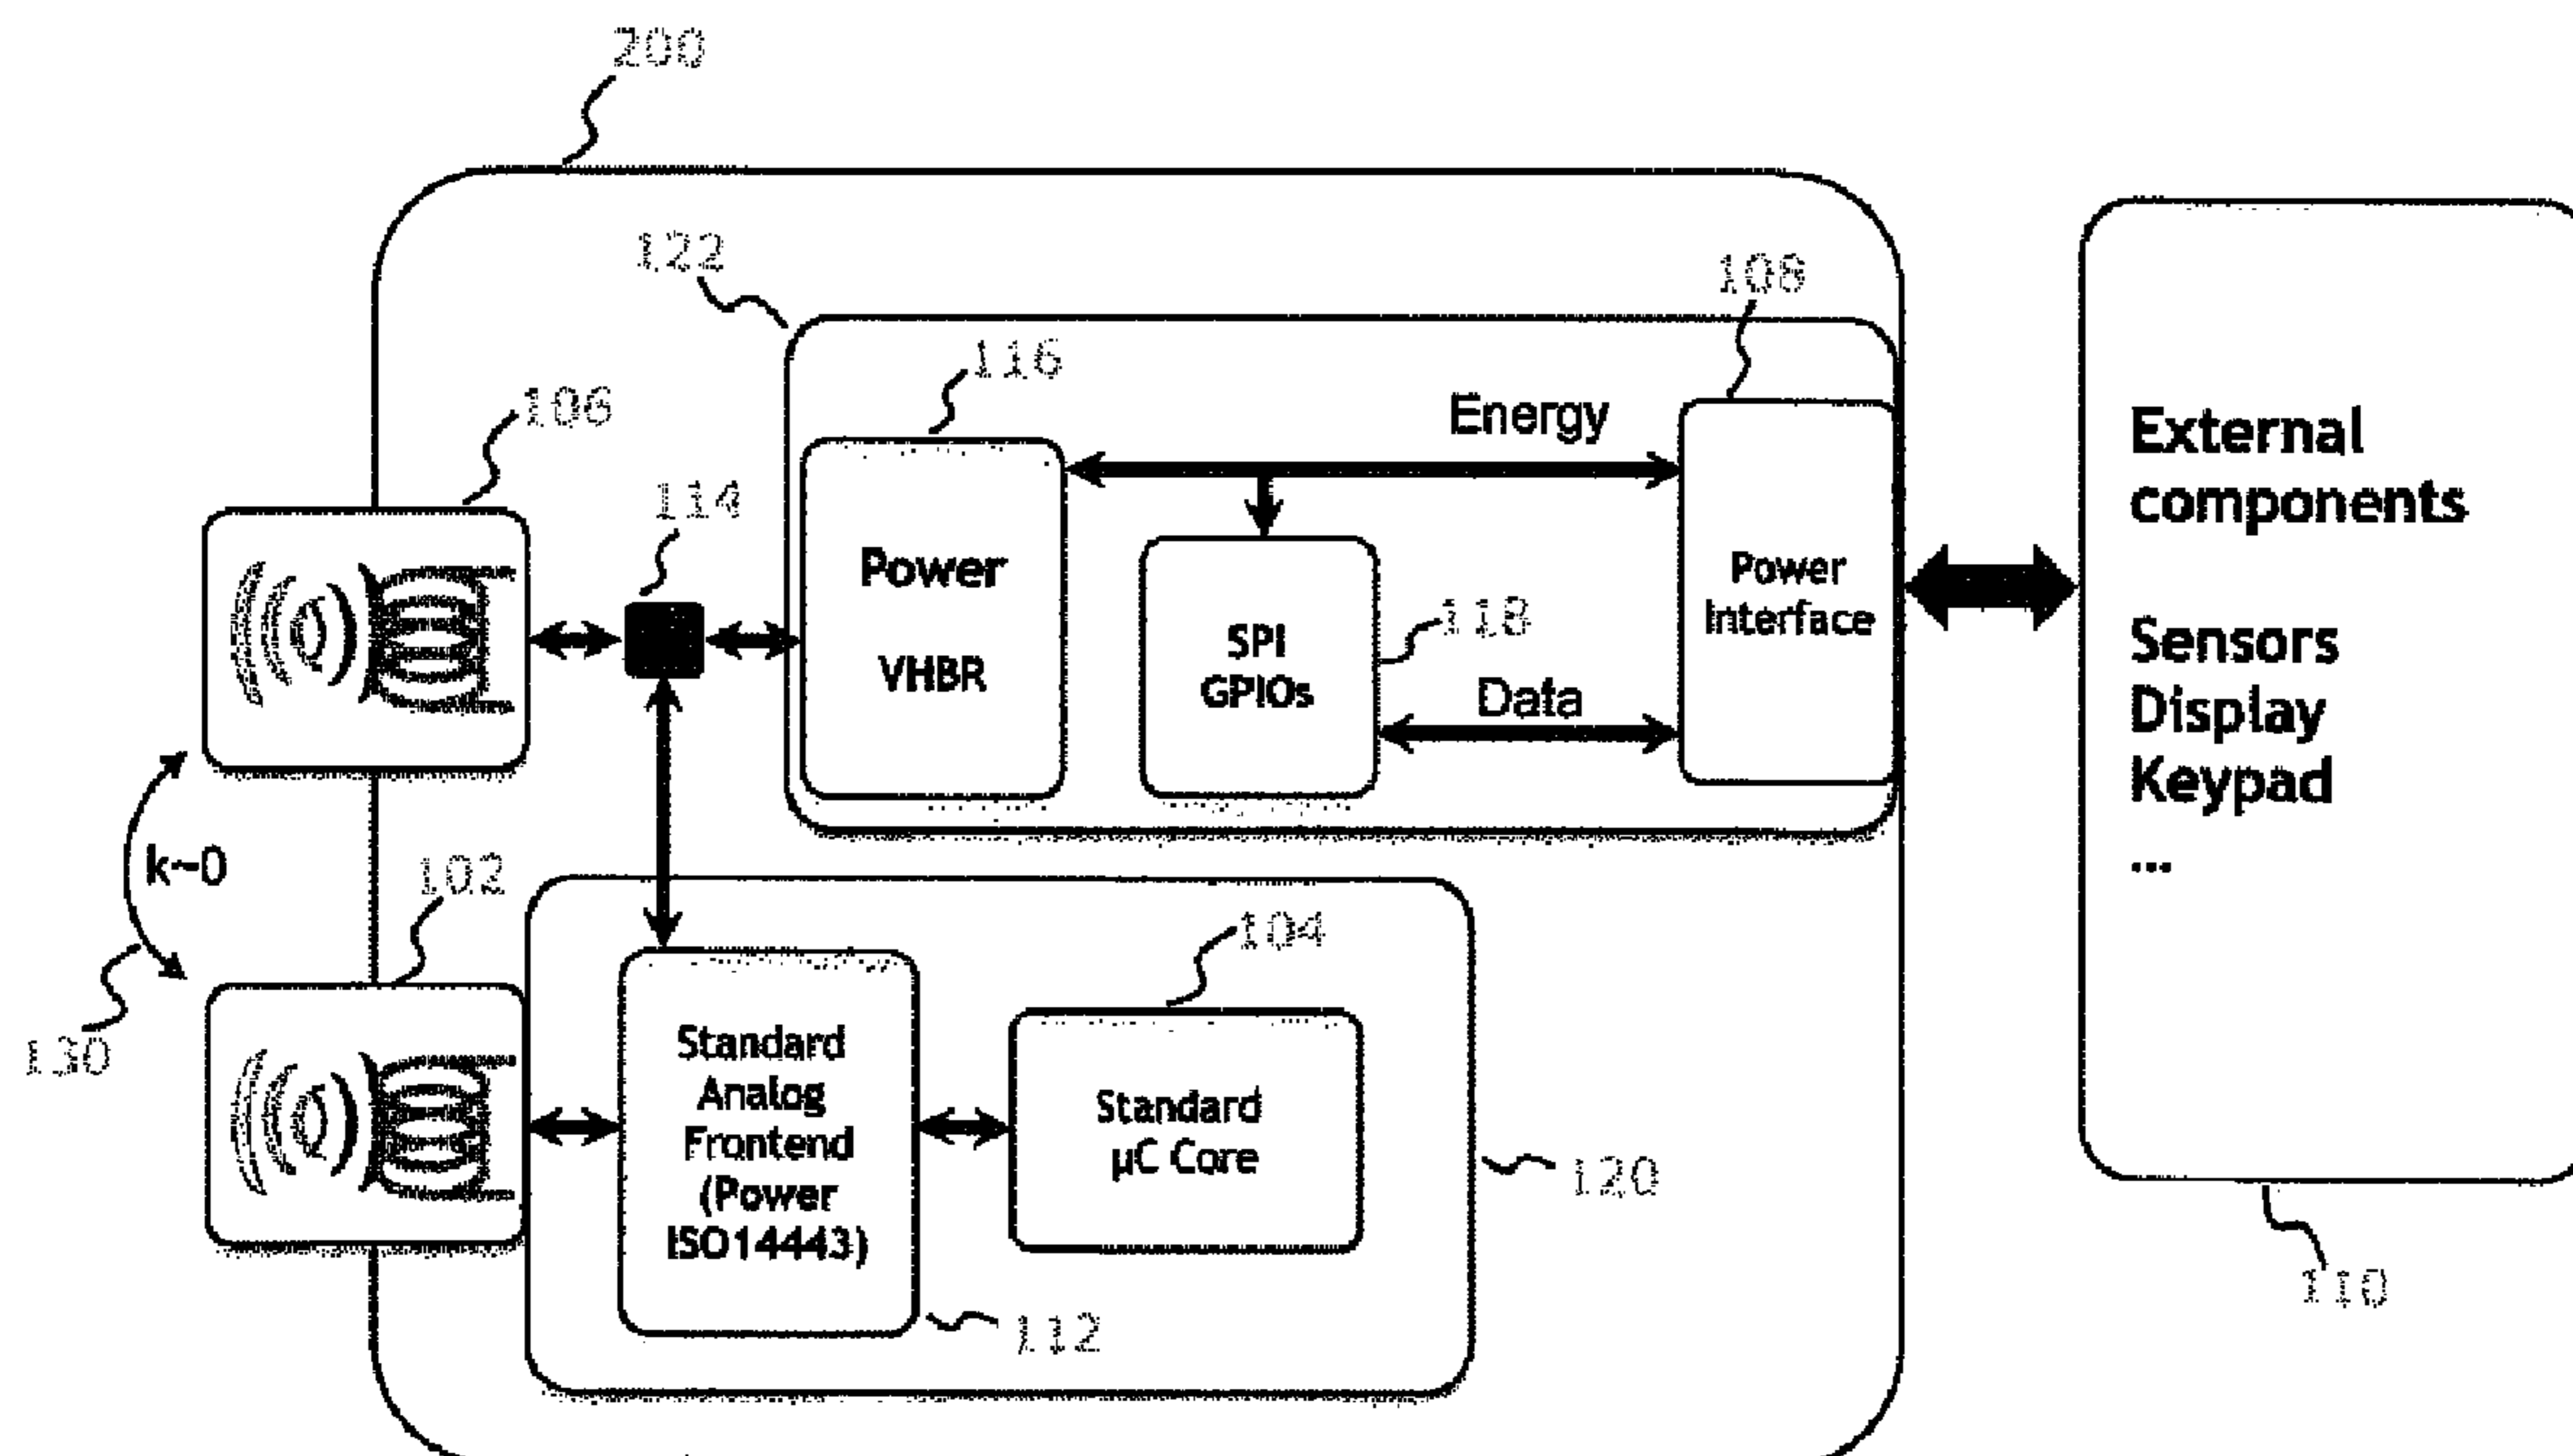 200
122
108
116
Energy
106
114
Power
VHBR
SPI
GPIOs
118
Data
Power
Interface
External
components
Sensors
Display
Keypad
...
k~0
102
130
104
Standard
Analog
Frontend
(Power
ISO14443)
Standard
µC Core
120
112
110